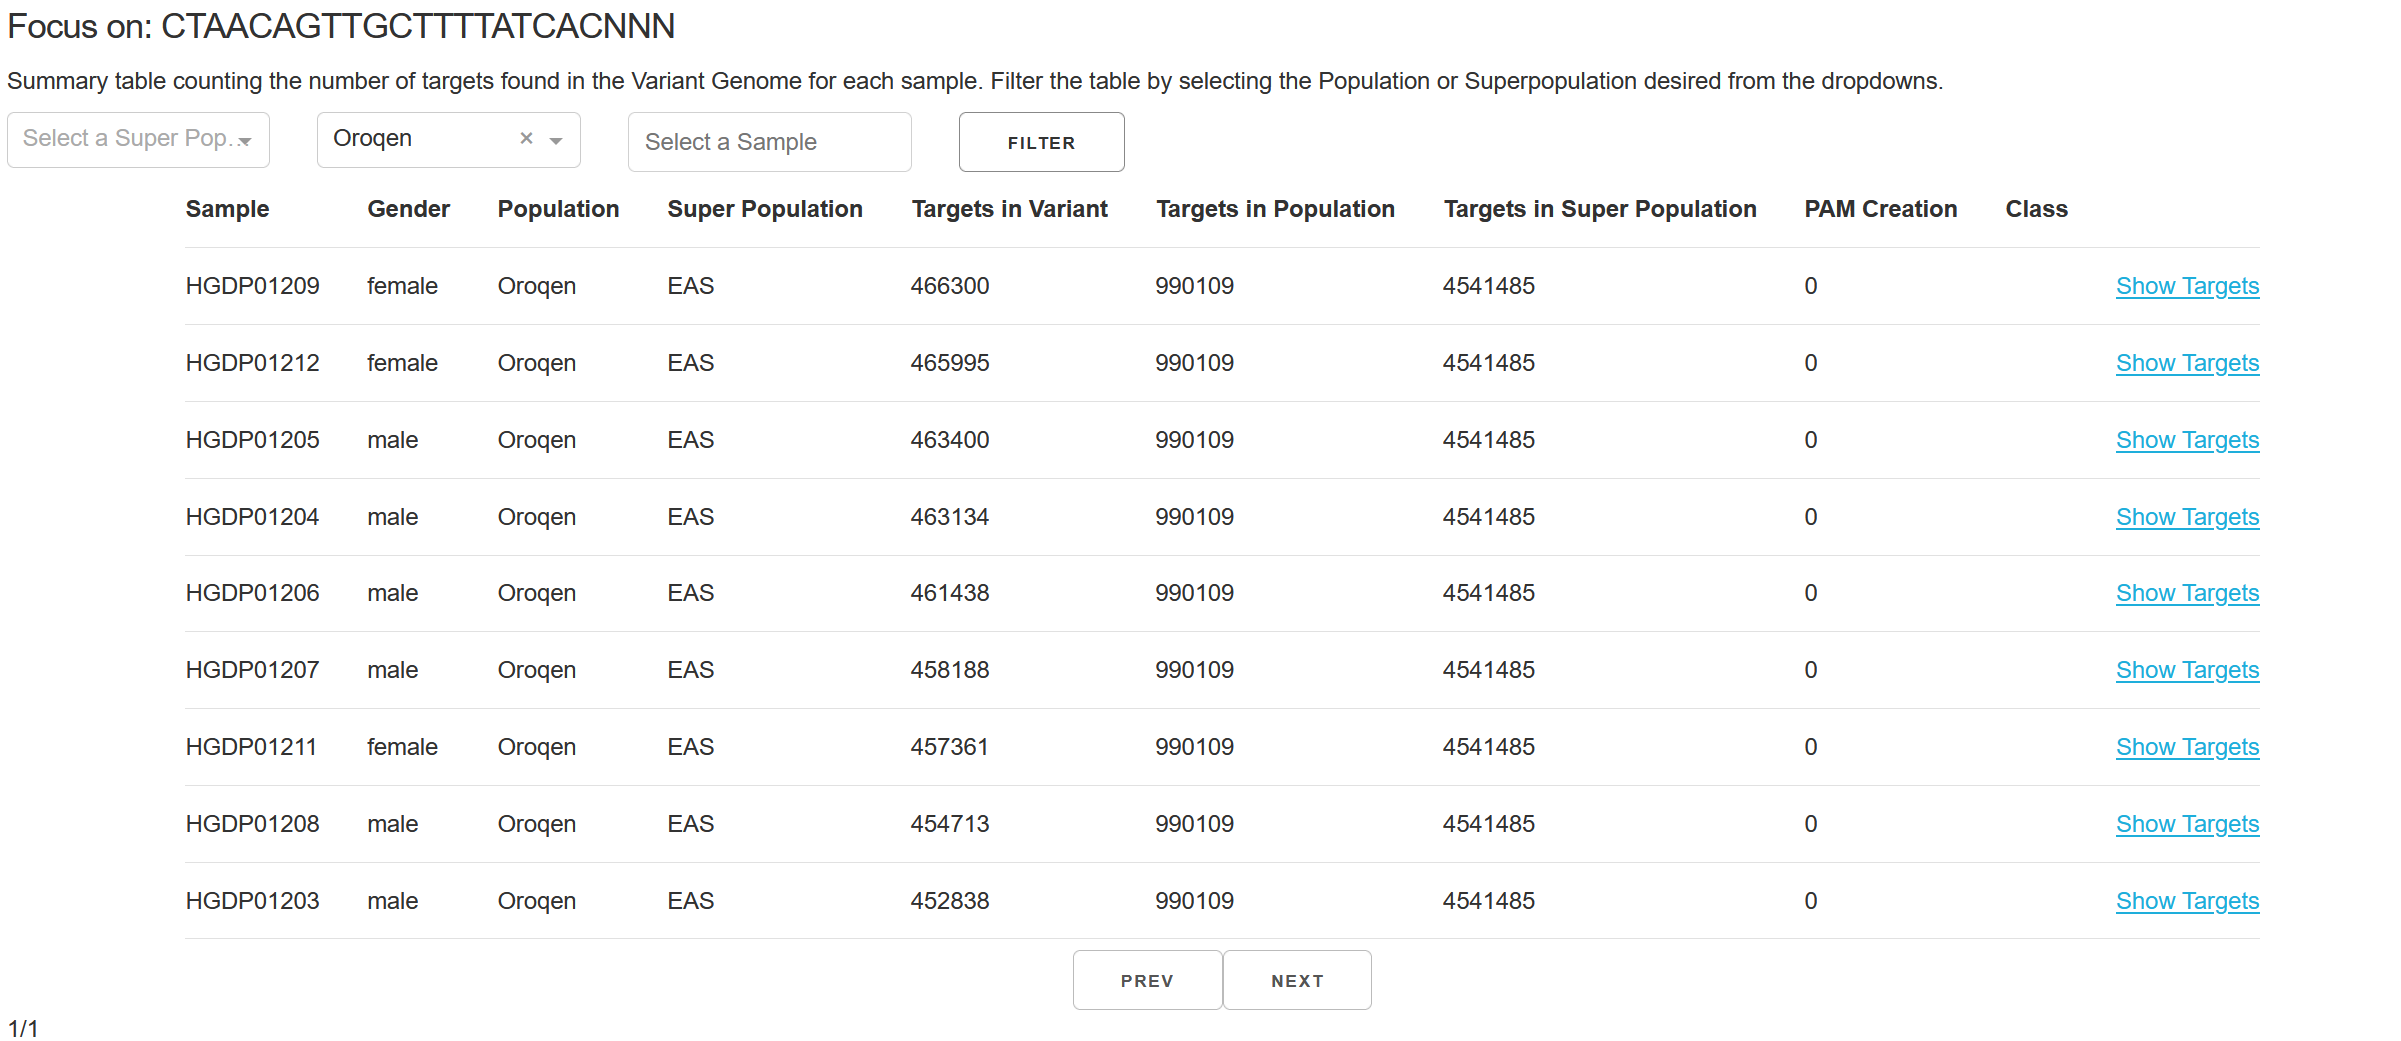 Focus on: CTAACAGTTGCTTTTATCACNNN
Summary table counting the number of targets found in the Variant Genome for each sample. Filter the table by selecting the Population or Superpopulation desired from the dropdowns.
Select a Super Pop... Oroqen × Select a Sample FILTER
Sample Gender Population Super Population Targets in Variant Targets in Population Targets in Super Population PAM Creation Class
HGDP01209 female Oroqen EAS 466300 990109 4541485 0 Show Targets
HGDP01212 female Oroqen EAS 465995 990109 4541485 0 Show Targets
HGDP01205 male Oroqen EAS 463400 990109 4541485 0 Show Targets
HGDP01204 male Oroqen EAS 463134 990109 4541485 0 Show Targets
HGDP01206 male Oroqen EAS 461438 990109 4541485 0 Show Targets
HGDP01207 male Oroqen EAS 458188 990109 4541485 0 Show Targets
HGDP01211 female Oroqen EAS 457361 990109 4541485 0 Show Targets
HGDP01208 male Oroqen EAS 454713 990109 4541485 0 Show Targets
HGDP01203 male Oroqen EAS 452838 990109 4541485 0 Show Targets
PREV NEXT
1/1